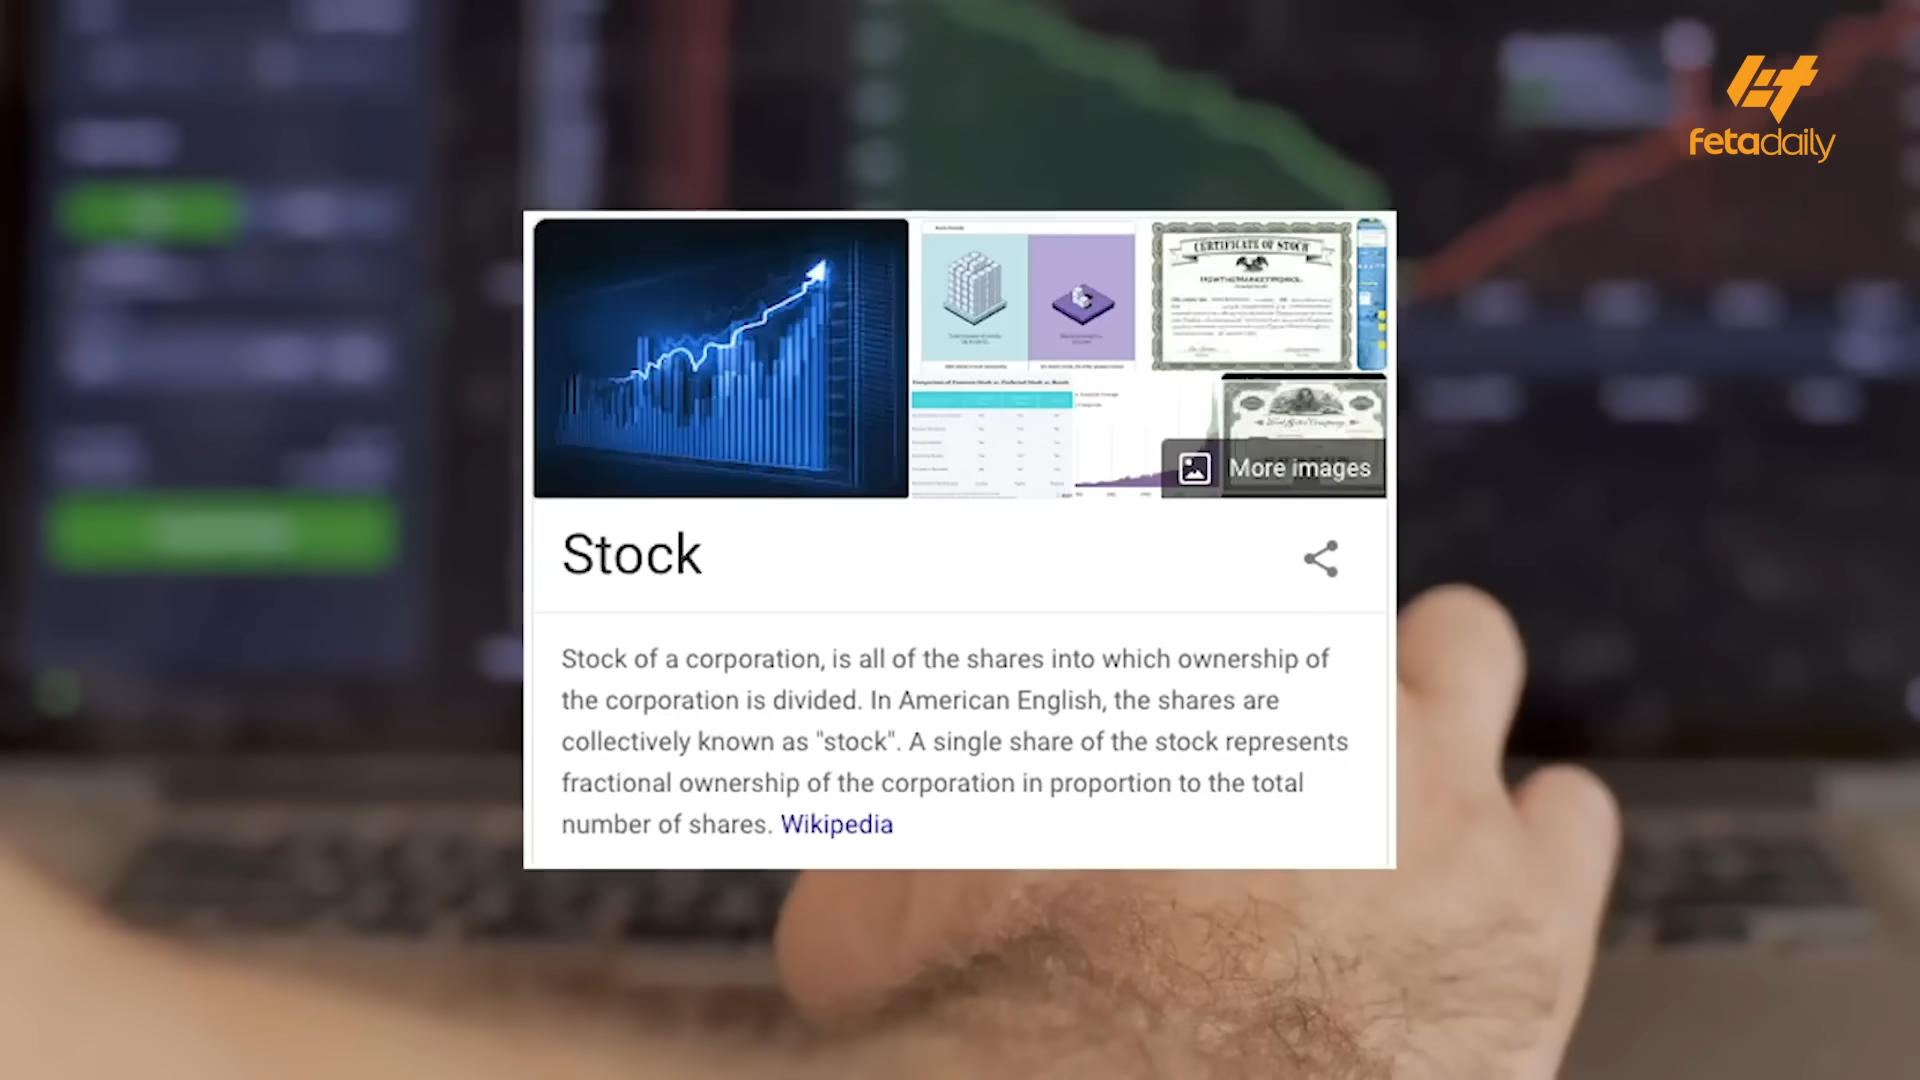 fetadaily
CERTIFICATE OF STOCK
More images
Stock
Stock of a corporation, is all of the shares into which ownership of
the corporation is divided. In American English, the shares are
collectively known as "stock". A single share of the stock represents
fractional ownership of the corporation in proportion to the total
number of shares. Wikipedia